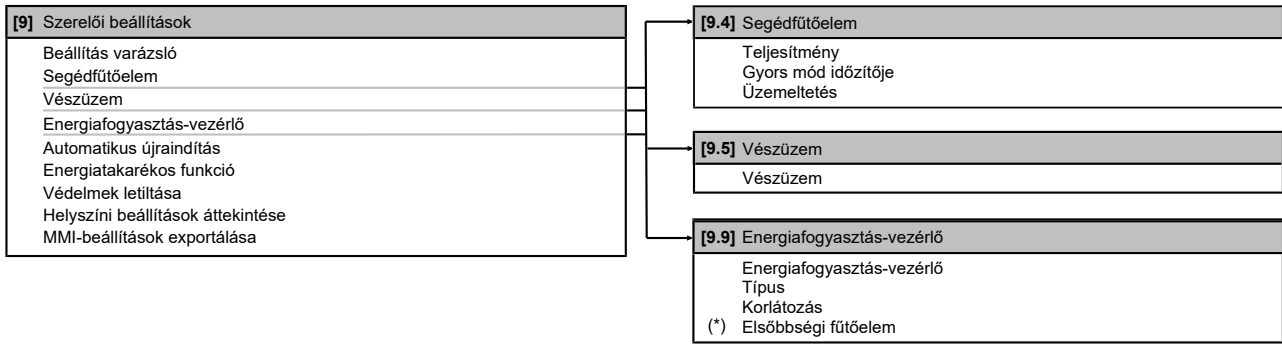 [9] Szerelői beállítások
Beállítás varázsló
Segédfűtőelem
Vészüzem
Energiafogyasztás-vezérlő
Automatikus újraindítás
Energiatakarékos funkció
Védelmek letiltása
Helyszíni beállítások áttekintése
MMI-beállítások exportálása
[9.4] Segédfűtőelem
Teljesítmény
Gyors mód időzítője
Üzemeltetés
[9.5] Vészüzem
Vészüzem
[9.9] Energiafogyasztás-vezérlő
Energiafogyasztás-vezérlő
Típus
Korlátozás
(*) Elsőbbségi fűtőelem